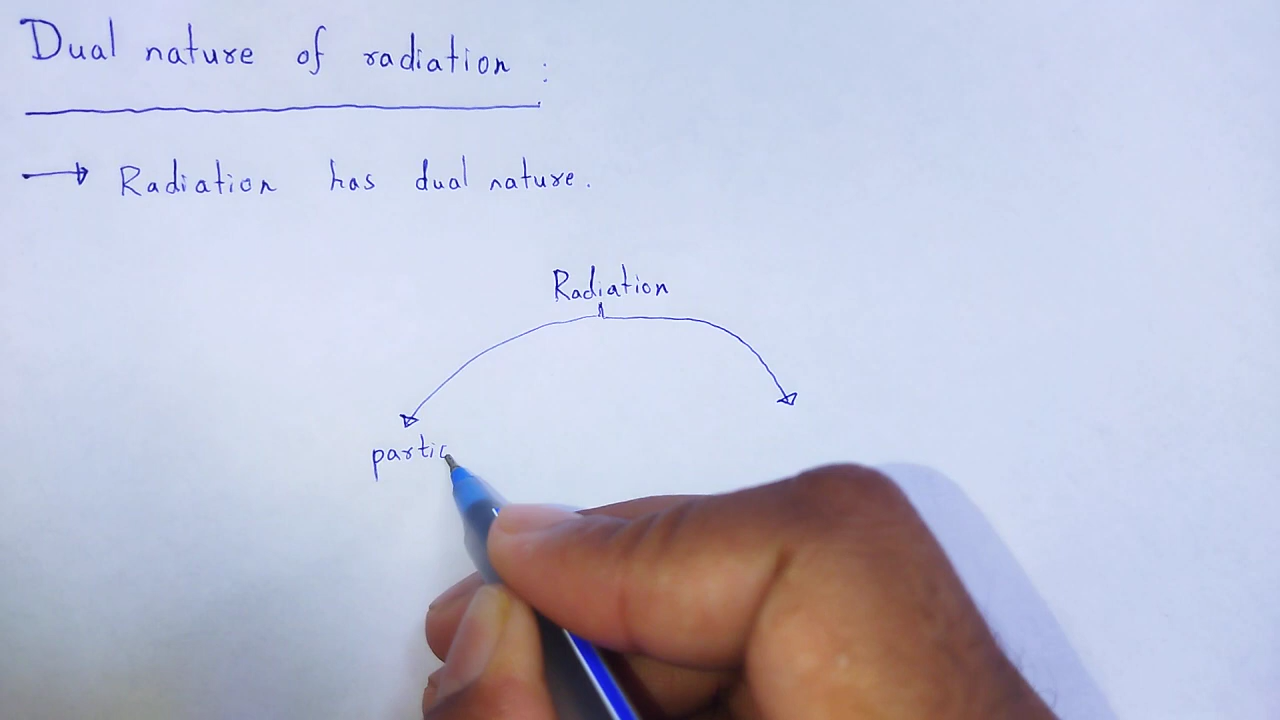 Dual nature of radiation :
→ Radiation has dual nature.
Radiation
partic